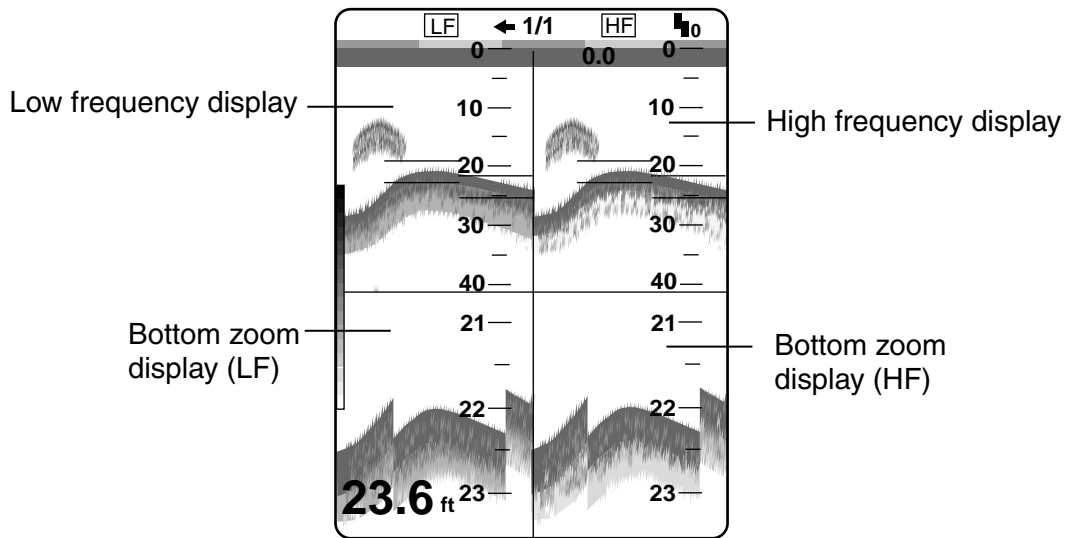 LF ← 1/1 HF 0
0 0.0 0
Low frequency display
10 10
High frequency display
20 20
30 30
40 40
21 21
Bottom zoom
display (LF)
Bottom zoom
display (HF)
22 22
23.6 ft 23 23